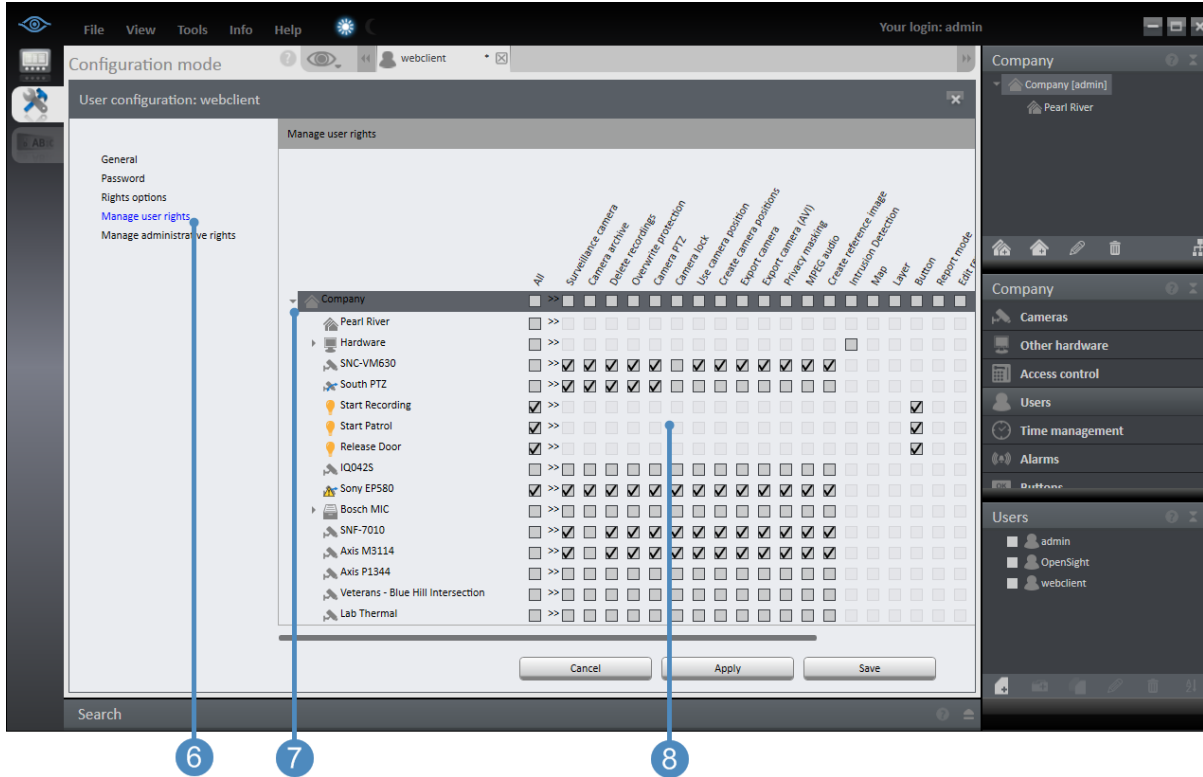 File View Tools Info Help Your login: admin
Configuration mode
webclient
User configuration: webclient
General
Password
Rights options
Manage user rights
Manage administrative rights
Manage user rights
All
Surveillance camera
Camera archive
Delete recordings
Overwrite protection
Camera PTZ
Camera lock
Use camera position
Create camera positions
Export camera
Export camera (AVI)
Privacy masking
MPEG audio
Create reference image
Intrusion Detection
Map
Layer
Button
Report mode
Edit re
Company >>
Pearl River >>
Hardware >>
SNC-VM630 >>
South PTZ >>
Start Recording >>
Start Patrol >>
Release Door >>
IQ042S >>
Sony EP580 >>
Bosch MIC >>
SNF-7010 >>
Axis M3114 >>
Axis P1344 >>
Veterans - Blue Hill Intersection >>
Lab Thermal >>
Cancel Apply Save
Search
Company
Company [admin]
Pearl River
Company
Cameras
Other hardware
Access control
Users
Time management
Alarms
Buttons
Users
admin
OpenSight
webclient
6 7 8